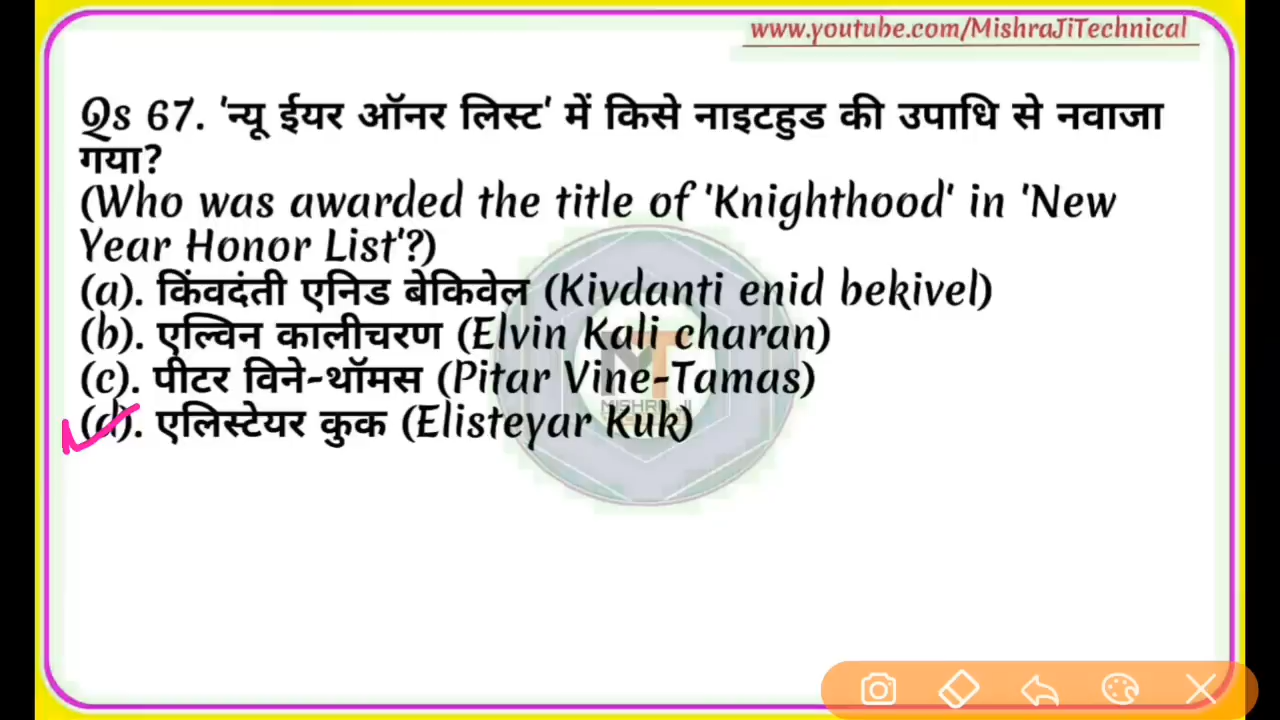 www.youtube.com/MishraJiTechnical
Qs 67. 'न्यू ईयर ऑनर लिस्ट' में किसे नाइटहुड की उपाधि से नवाजा
गया?
(Who was awarded the title of 'Knighthood' in 'New
Year Honor List'?)
(a). किंवदंती एनिड बेकिवेल (Kivdanti enid bekivel)
(b). एल्विन कालीचरण (Elvin Kali charan)
(c). पीटर विने-थॉमस (Pitar Vine-Tamas)
MISHRA JI
(d). एलिस्टेयर कुक (Elisteyar Kuk)